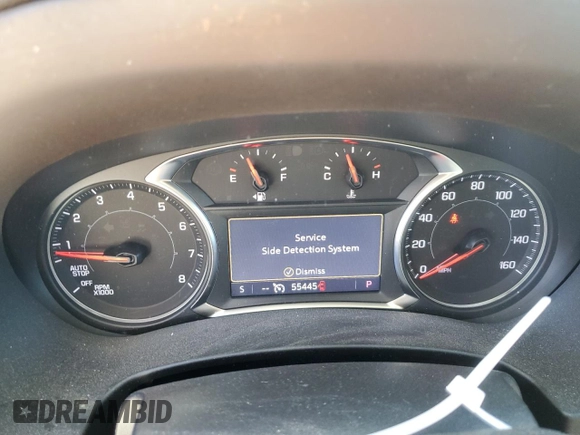 E F C H
1 2 3 4 5 6 7 8
AUTO
STOP
OFF
RPM
X1000
Service
Side Detection System
Dismiss
S -- 55445 P
0 20 40 60 80 100 120 140 160
MPH
DREAMBID